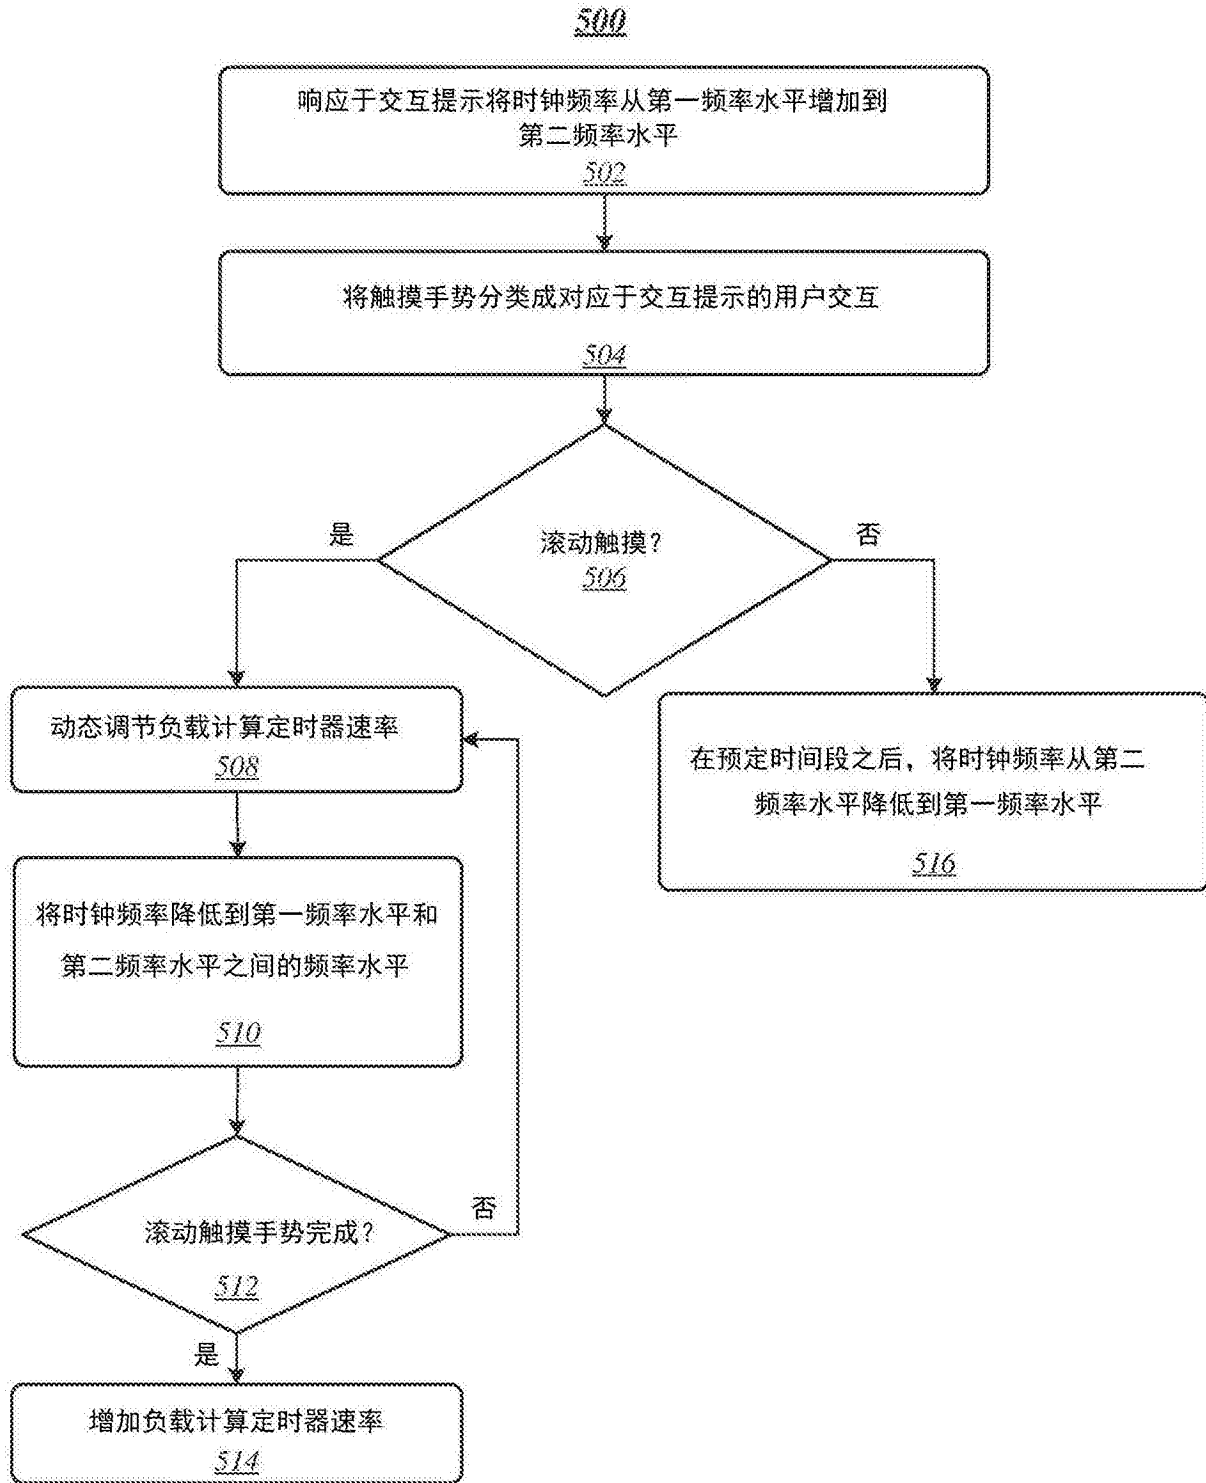 500
响应于交互提示将时钟频率从第一频率水平增加到
第二频率水平
502
将触摸手势分类成对应于交互提示的用户交互
504
滚动触摸？
506
是
否
动态调节负载计算定时器速率
508
将时钟频率降低到第一频率水平和
第二频率水平之间的频率水平
510
滚动触摸手势完成？
512
否
是
增加负载计算定时器速率
514
在预定时间段之后，将时钟频率从第二
频率水平降低到第一频率水平
516